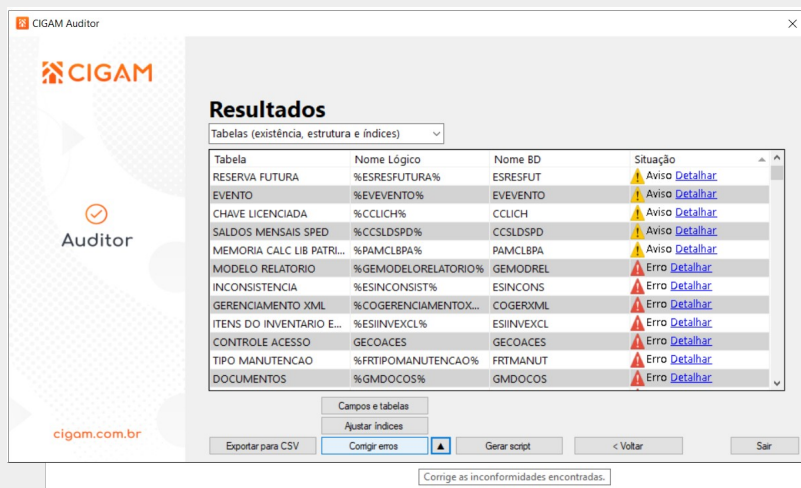 CIGAM Auditor
CIGAM
Auditor
cigam.com.br
Resultados
Tabelas (existência, estrutura e índices)
Tabela Nome Lógico Nome BD Situação
RESERVA FUTURA %ESRESFUTURA% ESRESFUT Aviso Detalhar
EVENTO %EVEVENTO% EVEVENTO Aviso Detalhar
CHAVE LICENCIADA %CCLICH% CCLICH Aviso Detalhar
SALDOS MENSAIS SPED %CCSLDSPD% CCSLDSPD Aviso Detalhar
MEMORIA CALC LIB PATRI... %PAMCLBPA% PAMCLBPA Aviso Detalhar
MODELO RELATORIO %GEMODELORELATORIO% GEMODREL Erro Detalhar
INCONSISTENCIA %ESINCONSIST% ESINCONS Erro Detalhar
GERENCIAMENTO XML %COGERENCIAMENTOX... COGERXML Erro Detalhar
ITENS DO INVENTARIO E... %ESIINVEXCL% ESIINVEXCL Erro Detalhar
CONTROLE ACESSO GECOACES GECOACES Erro Detalhar
TIPO MANUTENCAO %FRTIPOMANUTENCAO% FRTMANUT Erro Detalhar
DOCUMENTOS %GMDOCOS% GMDOCOS Erro Detalhar
Campos e tabelas
Ajustar índices
Exportar para CSV Corrigir erros Gerar script < Voltar Sair
Corrige as inconformidades encontradas.